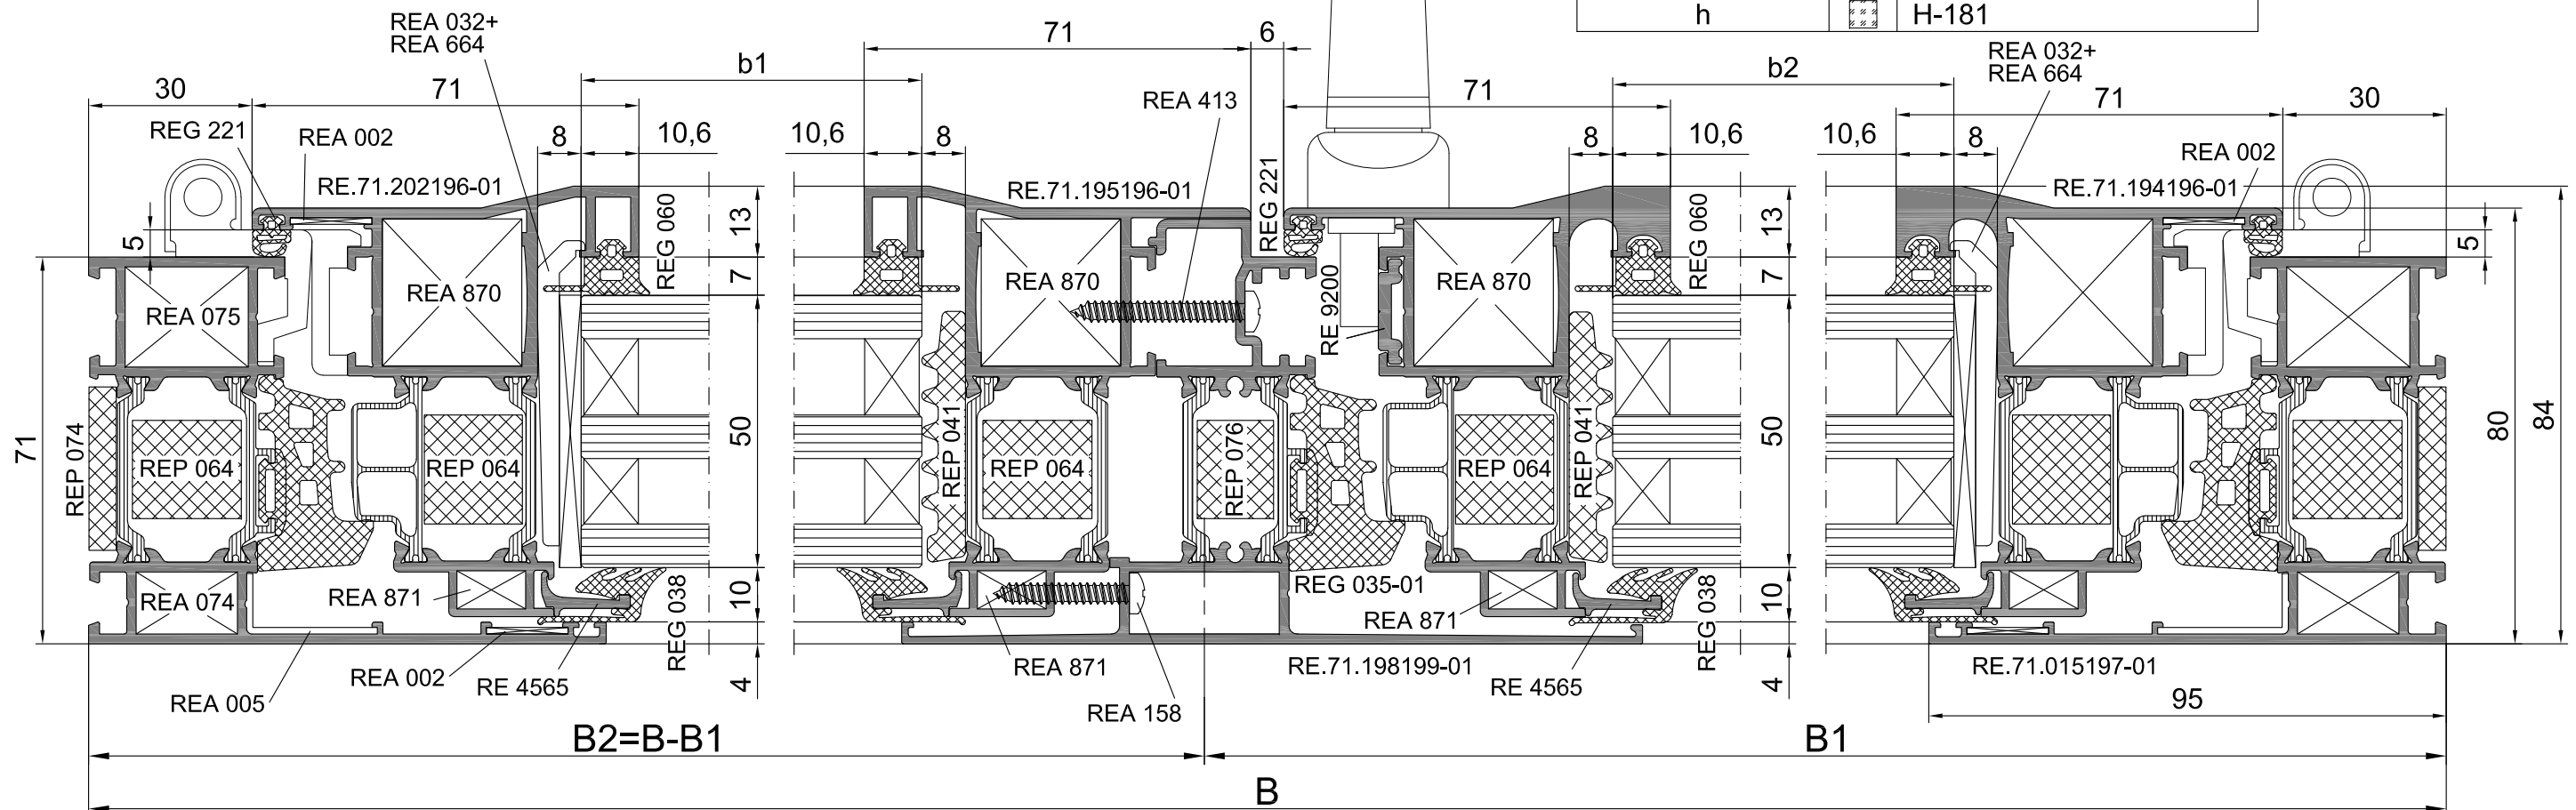 h H-181
REA 032+
REA 664
71
6
b1
REA 032+
REA 664
b2
30
71
REA 413
71
71
30
REG 221
REA 002
8
10,6
10,6
8
8
10,6
10,6
8
REA 002
RE.71.202196-01
RE.71.195196-01
RE.71.194196-01
REG 060
13
REG 221
REG 060
13
5
5
7
7
REA 075
REA 870
REA 870
RE 9200
REA 870
71
REP 074
REP 064
REP 064
50
REP 041
REP 064
REP 076
REP 064
REP 041
50
80
84
REA 074
REA 871
10
REG 038
REG 035-01
REA 871
10
REG 038
REA 005
REA 002
RE 4565
4
REA 871
REA 158
RE.71.198199-01
RE 4565
4
RE.71.015197-01
95
B2=B-B1
B1
B